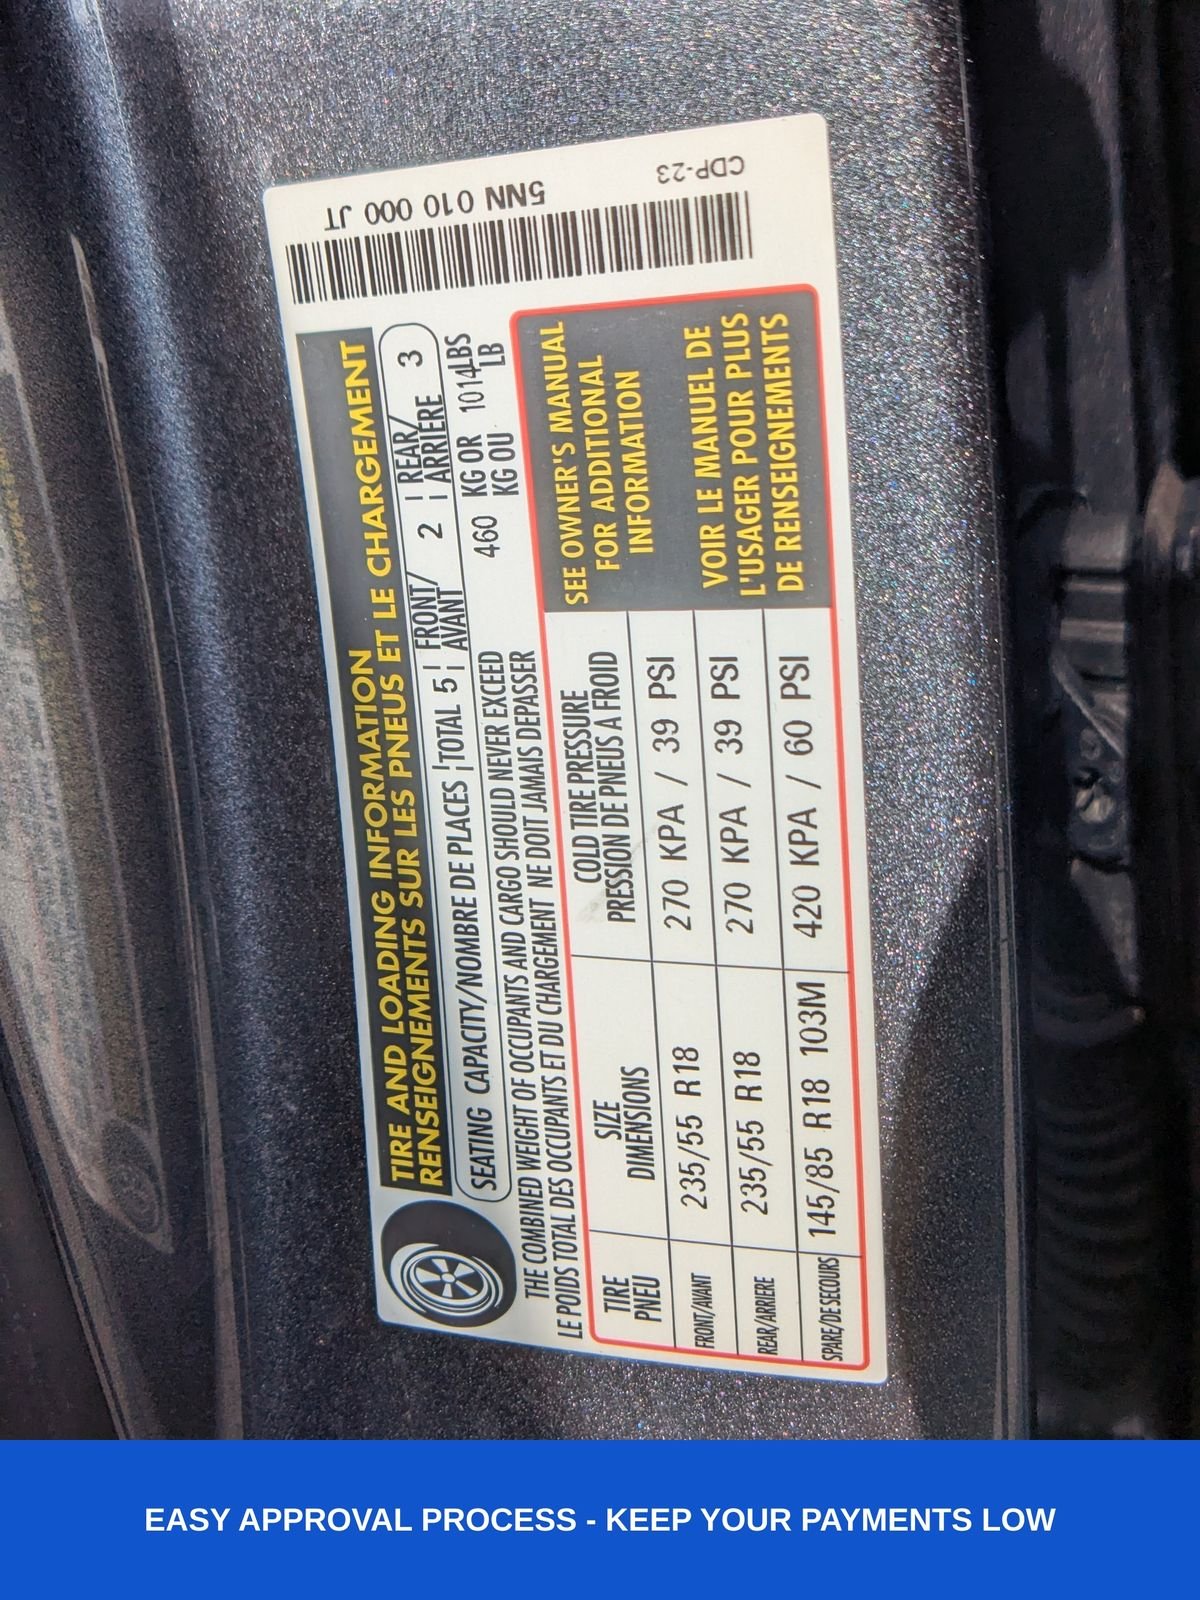 TIRE AND LOADING INFORMATION
RENSEIGNEMENTS SUR LES PNEUS ET LE CHARGEMENT
SEATING CAPACITY/NOMBRE DE PLACES | TOTAL 5 | FRONT/AVANT 2 | REAR/ARRIÈRE 3
THE COMBINED WEIGHT OF OCCUPANTS AND CARGO SHOULD NEVER EXCEED 460 KG OR 1014 LBS
LE POIDS TOTAL DES OCCUPANTS ET DU CHARGEMENT NE DOIT JAMAIS DEPASSER KG OU LB
TIRE SIZE COLD TIRE PRESSURE
PNEU DIMENSIONS PRESSION DE PNEUS A FROID
FRONT/AVANT 235/55 R18 270 KPA / 39 PSI
REAR/ARRIERE 235/55 R18 270 KPA / 39 PSI
SPARE/DE SECOURS 145/85 R18 103M 420 KPA / 60 PSI
SEE OWNER'S MANUAL
FOR ADDITIONAL
INFORMATION
VOIR LE MANUEL DE
L'USAGER POUR PLUS
DE RENSEIGNEMENTS
5NN 010 000 JT
CDP-23
EASY APPROVAL PROCESS - KEEP YOUR PAYMENTS LOW